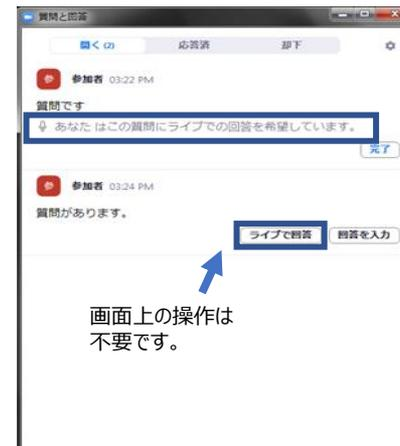 質問と回答
開く (2) 応答済 却下
参 参加者 03:22 PM
質問です
あなた はこの質問にライブでの回答を希望しています。
完了
参 参加者 03:24 PM
質問があります。
ライブで回答 回答を入力
画面上の操作は
不要です。